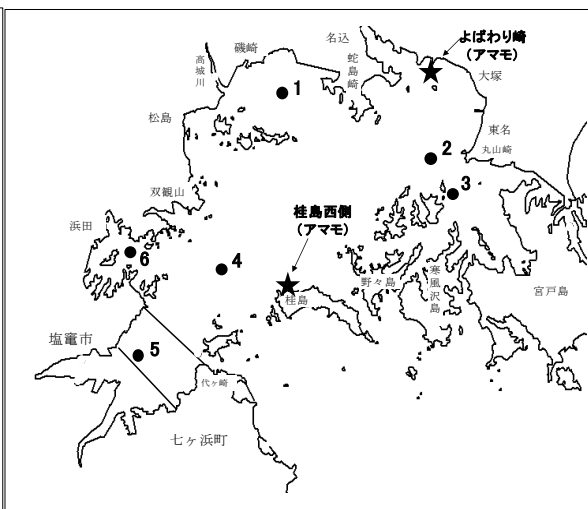 よばわり崎
(アマモ)
名込
磯崎
高城川
蛇島崎
大塚
1
松島
東名
2
丸山崎
3
双観山
桂島西側
(アマモ)
浜田
6
4
野々島
寒風沢島
宮戸島
桂島
塩竈市
5
代ヶ崎
七ヶ浜町